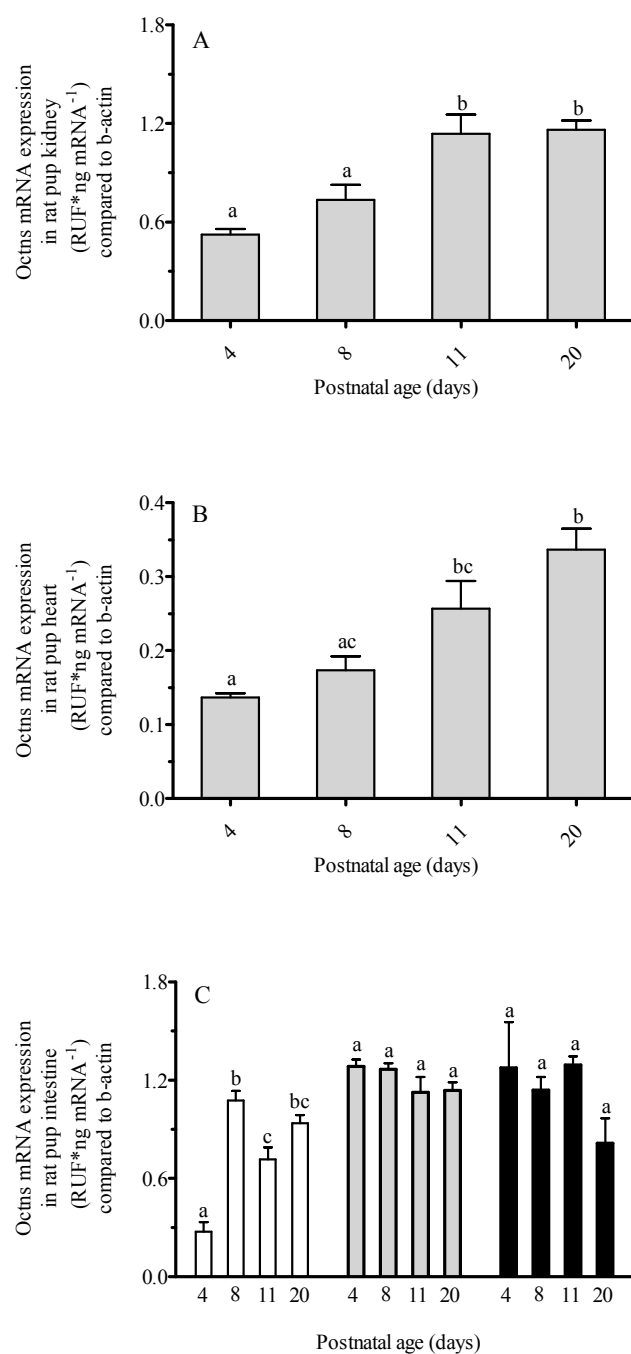 A
Octns mRNA expression
in rat pup kidney
(RUF*ng mRNA⁻¹)
compared to b-actin
1.8
1.2
0.6
0.0
a
a
b
b
4
8
11
20
Postnatal age (days)
B
Octns mRNA expression
in rat pup heart
(RUF*ng mRNA⁻¹)
compared to b-actin
0.4
0.3
0.2
0.1
0.0
a
ac
bc
b
4
8
11
20
Postnatal age (days)
C
Octns mRNA expression
in rat pup intestine
(RUF*ng mRNA⁻¹)
compared to b-actin
1.8
1.2
0.6
0.0
a
b
c
bc
a
a
a
a
a
a
a
a
4 8 11 20 4 8 11 20 4 8 11 20
Postnatal age (days)